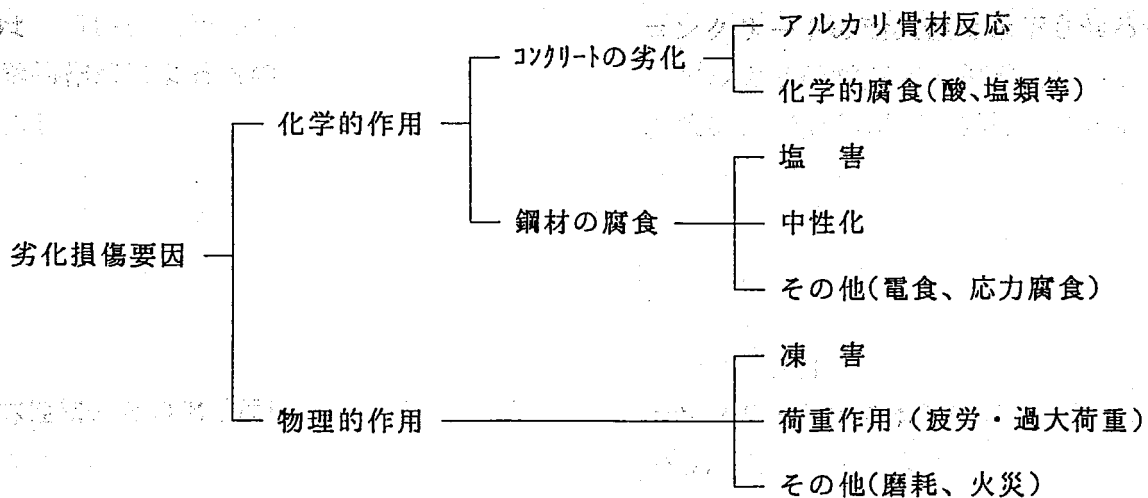 アルカリ骨材反応
コンクリートの劣化
化学的腐食(酸、塩類等)
化学的作用
塩 害
鋼材の腐食
中性化
劣化損傷要因
その他(電食、応力腐食)
凍 害
物理的作用
荷重作用(疲労・過大荷重)
その他(磨耗、火災)